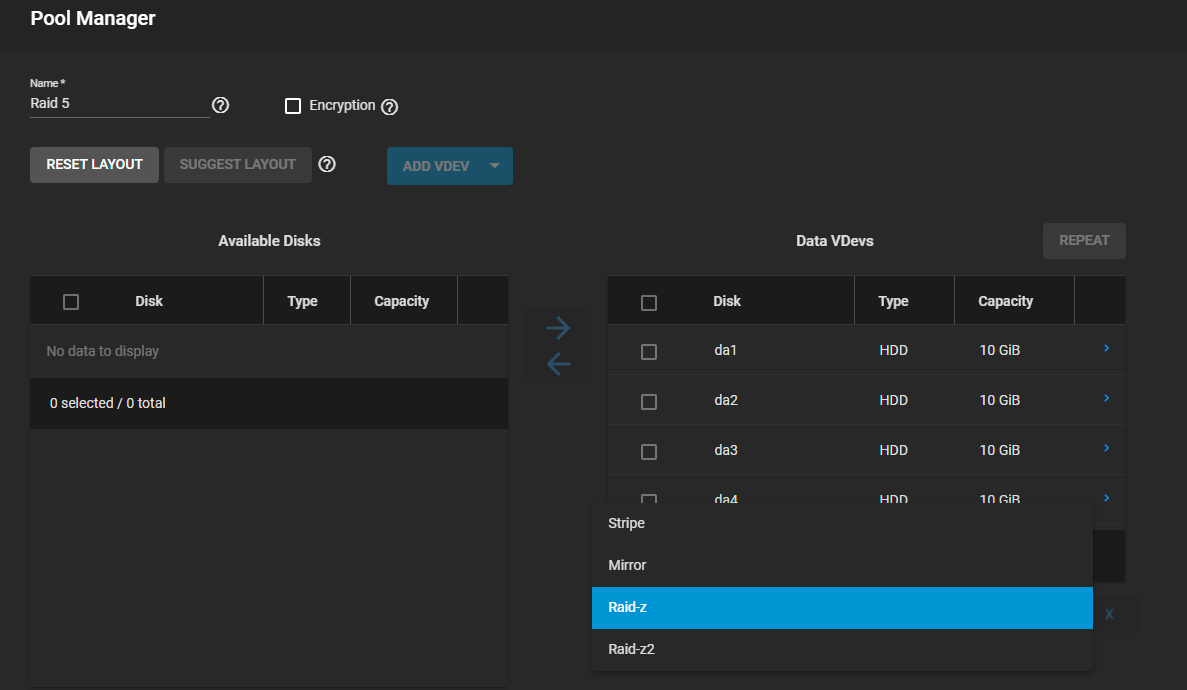 Pool Manager
Name *
Raid 5
Encryption
RESET LAYOUT SUGGEST LAYOUT ADD VDEV
Available Disks
Data VDevs REPEAT
Disk Type Capacity
No data to display
0 selected / 0 total
Disk Type Capacity
da1 HDD 10 GiB
da2 HDD 10 GiB
da3 HDD 10 GiB
da4 HDD 10 GiB
Stripe
Mirror
Raid-z
X
Raid-z2